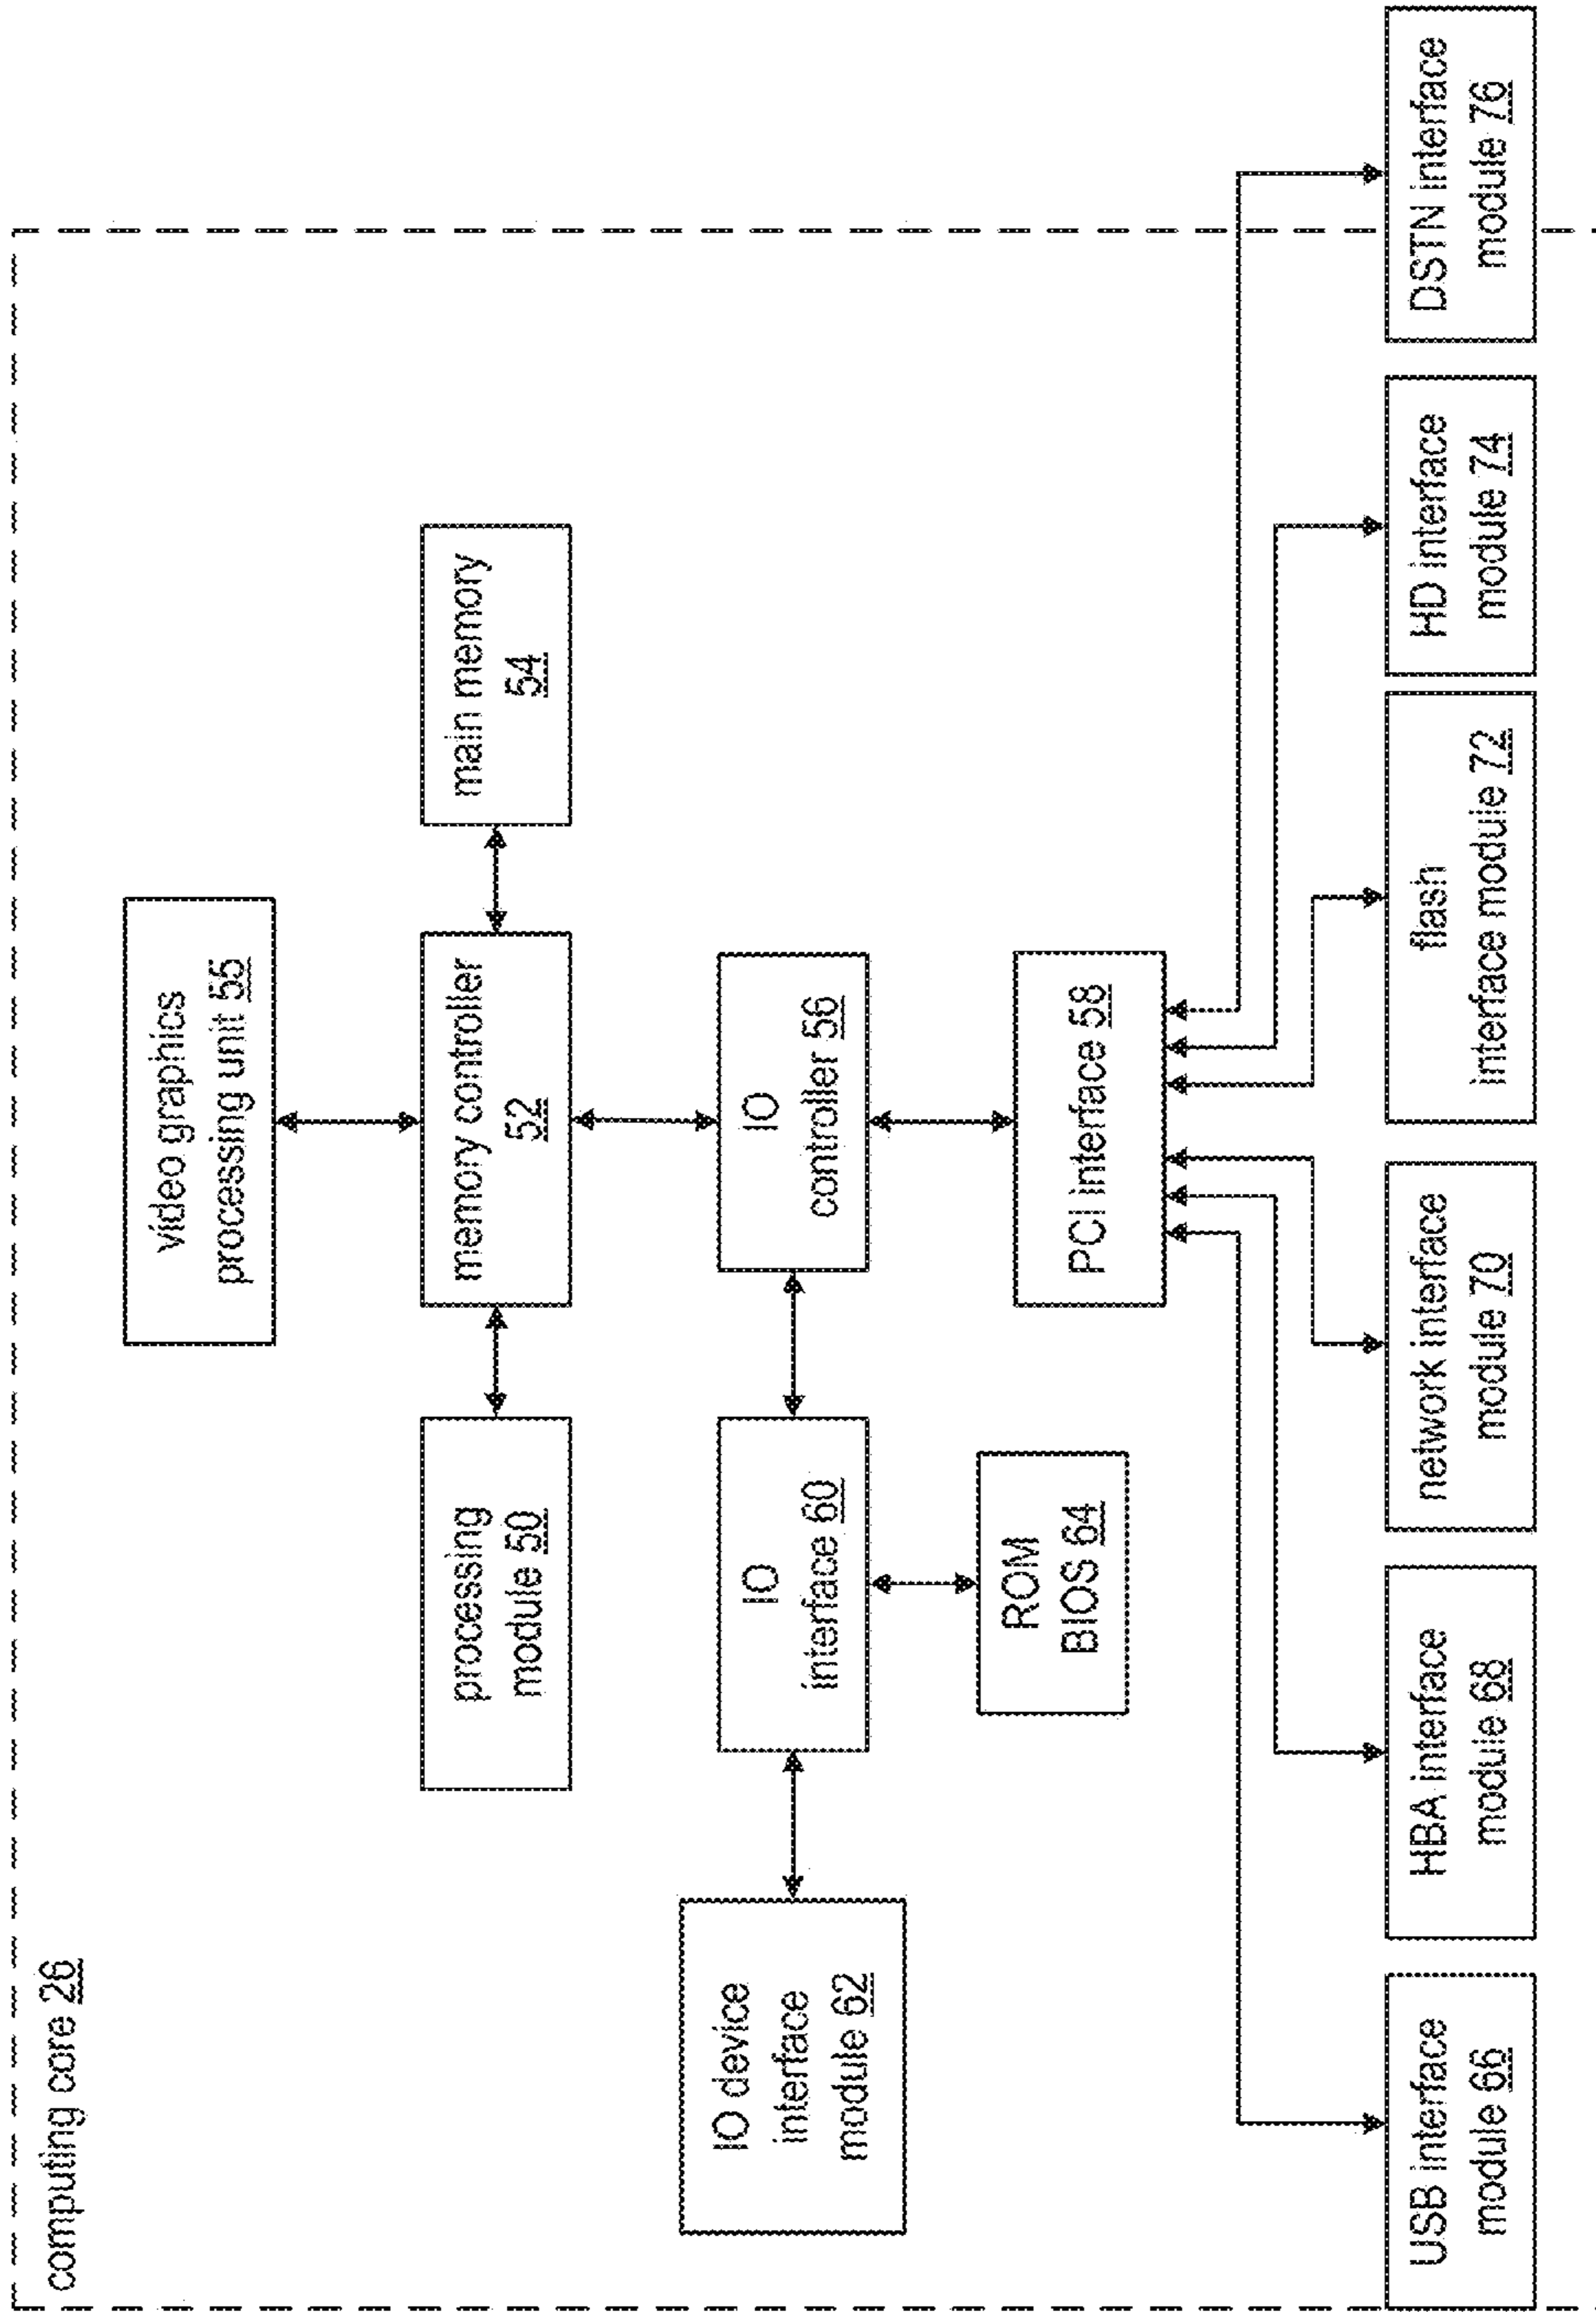 computing core 26
video graphics
processing unit 55
processing
module 50
memory controller
52
main memory
54
IO device
interface
module 62
IO
interface 60
IO
controller 56
ROM
BIOS 64
PCI interface 58
USB interface
module 66
HBA interface
module 68
network interface
module 70
flash
interface module 72
HD interface
module 74
DSTN interface
module 76